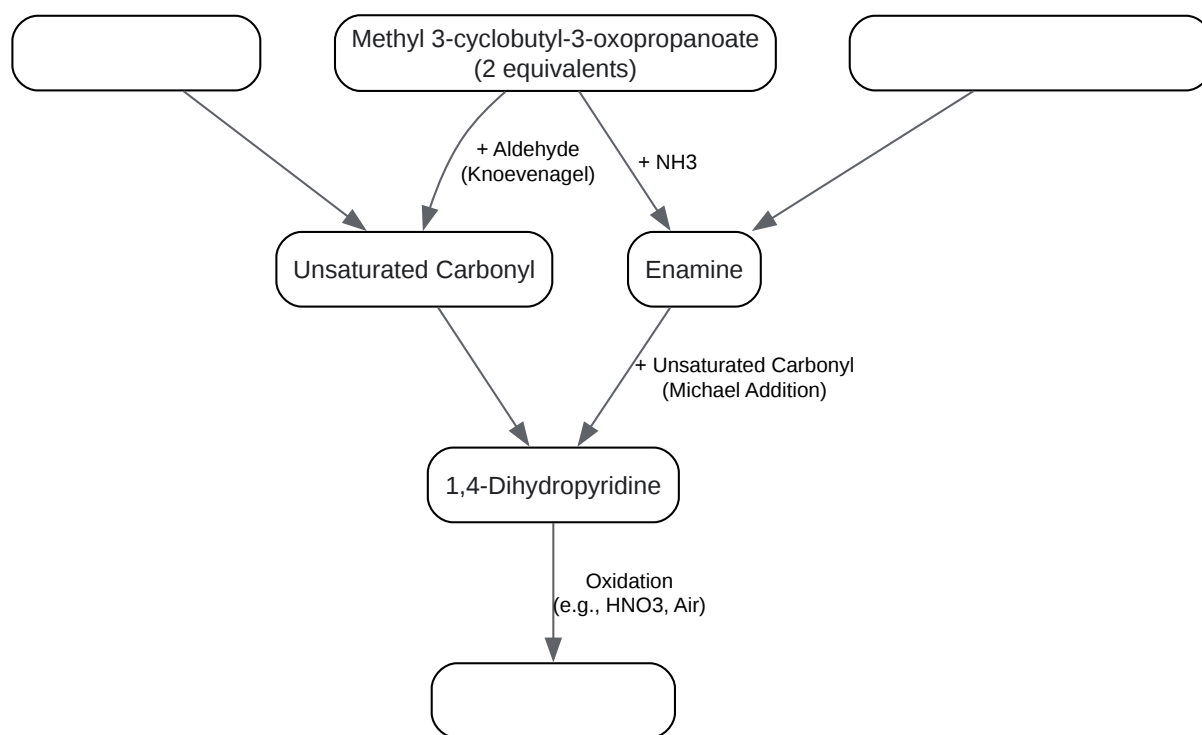 Methyl 3-cyclobutyl-3-oxopropanoate
(2 equivalents)
+ Aldehyde
(Knoevenagel)
+ NH3
Unsaturated Carbonyl
Enamine
+ Unsaturated Carbonyl
(Michael Addition)
1,4-Dihydropyridine
Oxidation
(e.g., HNO3, Air)